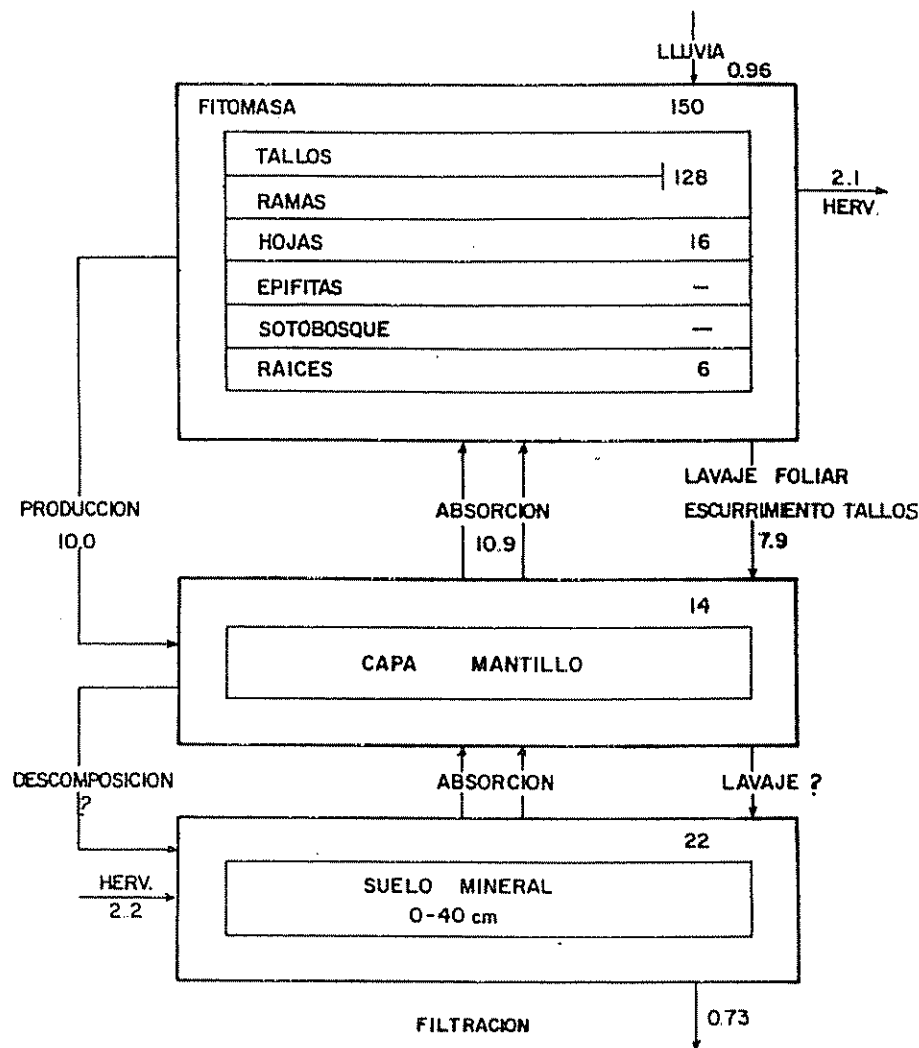 LLUVIA
0.96
FITOMASA 150
TALLOS
128
RAMAS
2.1
HERV.
HOJAS 16
EPIFITAS —
SOTOBOSQUE —
RAICES 6
PRODUCCION
10.0
ABSORCION
10.9
LAVAJE FOLIAR
ESCURRIMIENTO TALLOS
7.9
14
CAPA MANTILLO
DESCOMPOSICION
?
ABSORCION
LAVAJE ?
22
HERV.
2.2
SUELO MINERAL
0-40 cm
FILTRACION
0.73